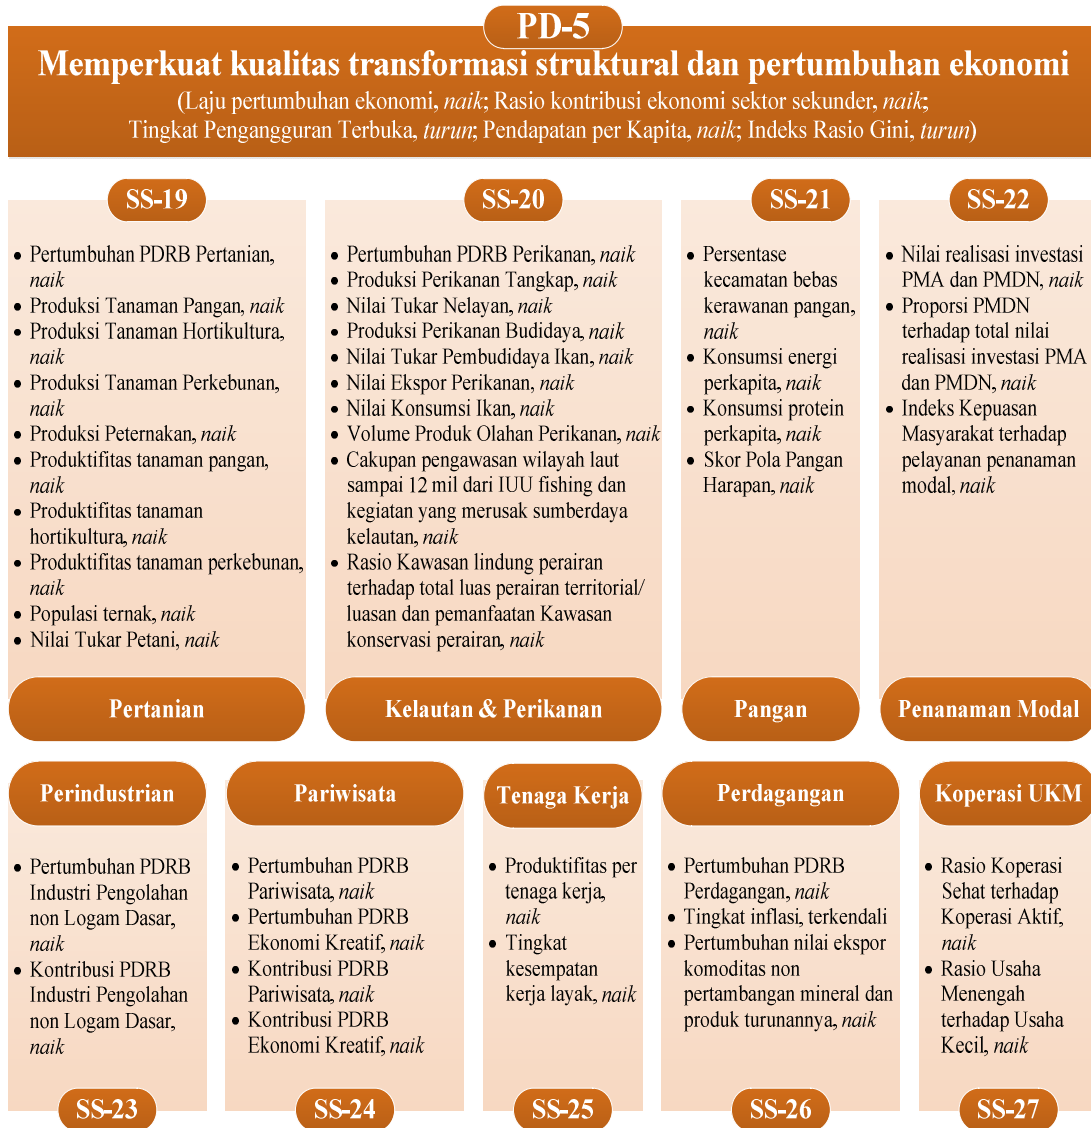 PD-5
Memperkuat kualitas transformasi struktural dan pertumbuhan ekonomi
(Laju pertumbuhan ekonomi, naik; Rasio kontribusi ekonomi sektor sekunder, naik;
Tingkat Pengangguran Terbuka, turun; Pendapatan per Kapita, naik; Indeks Rasio Gini, turun)
SS-19
• Pertumbuhan PDRB Pertanian,
naik
• Produksi Tanaman Pangan, naik
• Produksi Tanaman Hortikultura,
naik
• Produksi Tanaman Perkebunan,
naik
• Produksi Peternakan, naik
• Produktifitas tanaman pangan,
naik
• Produktifitas tanaman
hortikultura, naik
• Produktifitas tanaman perkebunan,
naik
• Populasi ternak, naik
• Nilai Tukar Petani, naik
Pertanian
SS-20
• Pertumbuhan PDRB Perikanan, naik
• Produksi Perikanan Tangkap, naik
• Nilai Tukar Nelayan, naik
• Produksi Perikanan Budidaya, naik
• Nilai Tukar Pembudidaya Ikan, naik
• Nilai Ekspor Perikanan, naik
• Nilai Konsumsi Ikan, naik
• Volume Produk Olahan Perikanan, naik
• Cakupan pengawasan wilayah laut
sampai 12 mil dari IUU fishing dan
kegiatan yang merusak sumberdaya
kelautan, naik
• Rasio Kawasan lindung perairan
terhadap total luas perairan territorial/
luasan dan pemanfaatan Kawasan
konservasi perairan, naik
Kelautan & Perikanan
SS-21
• Persentase
kecamatan bebas
kerawanan pangan,
naik
• Konsumsi energi
perkapita, naik
• Konsumsi protein
perkapita, naik
• Skor Pola Pangan
Harapan, naik
Pangan
SS-22
• Nilai realisasi investasi
PMA dan PMDN, naik
• Proporsi PMDN
terhadap total nilai
realisasi investasi PMA
dan PMDN, naik
• Indeks Kepuasan
Masyarakat terhadap
pelayanan penanaman
modal, naik
Penanaman Modal
Perindustrian
• Pertumbuhan PDRB
Industri Pengolahan
non Logam Dasar,
naik
• Kontribusi PDRB
Industri Pengolahan
non Logam Dasar,
naik
SS-23
Pariwisata
• Pertumbuhan PDRB
Pariwisata, naik
• Pertumbuhan PDRB
Ekonomi Kreatif, naik
• Kontribusi PDRB
Pariwisata, naik
• Kontribusi PDRB
Ekonomi Kreatif, naik
SS-24
Tenaga Kerja
• Produktifitas per
tenaga kerja,
naik
• Tingkat
kesempatan
kerja layak, naik
SS-25
Perdagangan
• Pertumbuhan PDRB
Perdagangan, naik
• Tingkat inflasi, terkendali
• Pertumbuhan nilai ekspor
komoditas non
pertambangan mineral dan
produk turunannya, naik
SS-26
Koperasi UKM
• Rasio Koperasi
Sehat terhadap
Koperasi Aktif,
naik
• Rasio Usaha
Menengah
terhadap Usaha
Kecil, naik
SS-27